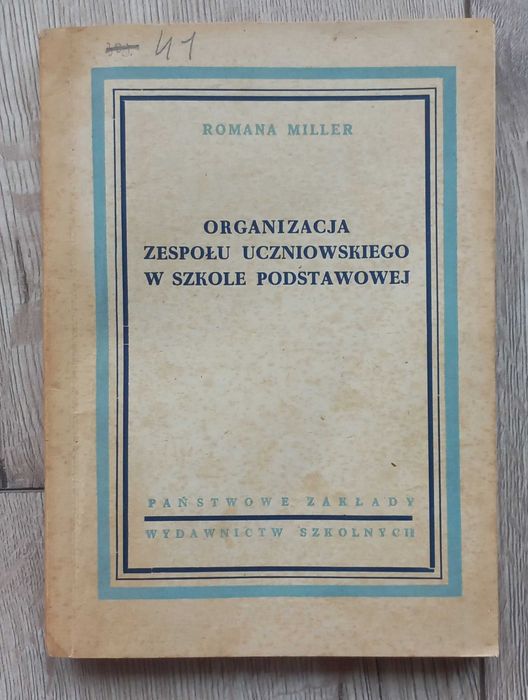 41
ROMANA MILLER
ORGANIZACJA
ZESPOŁU UCZNIOWSKIEGO
W SZKOLE PODSTAWOWEJ
PAŃSTWOWE ZAKŁADY
WYDAWNICTW SZKOLNYCH